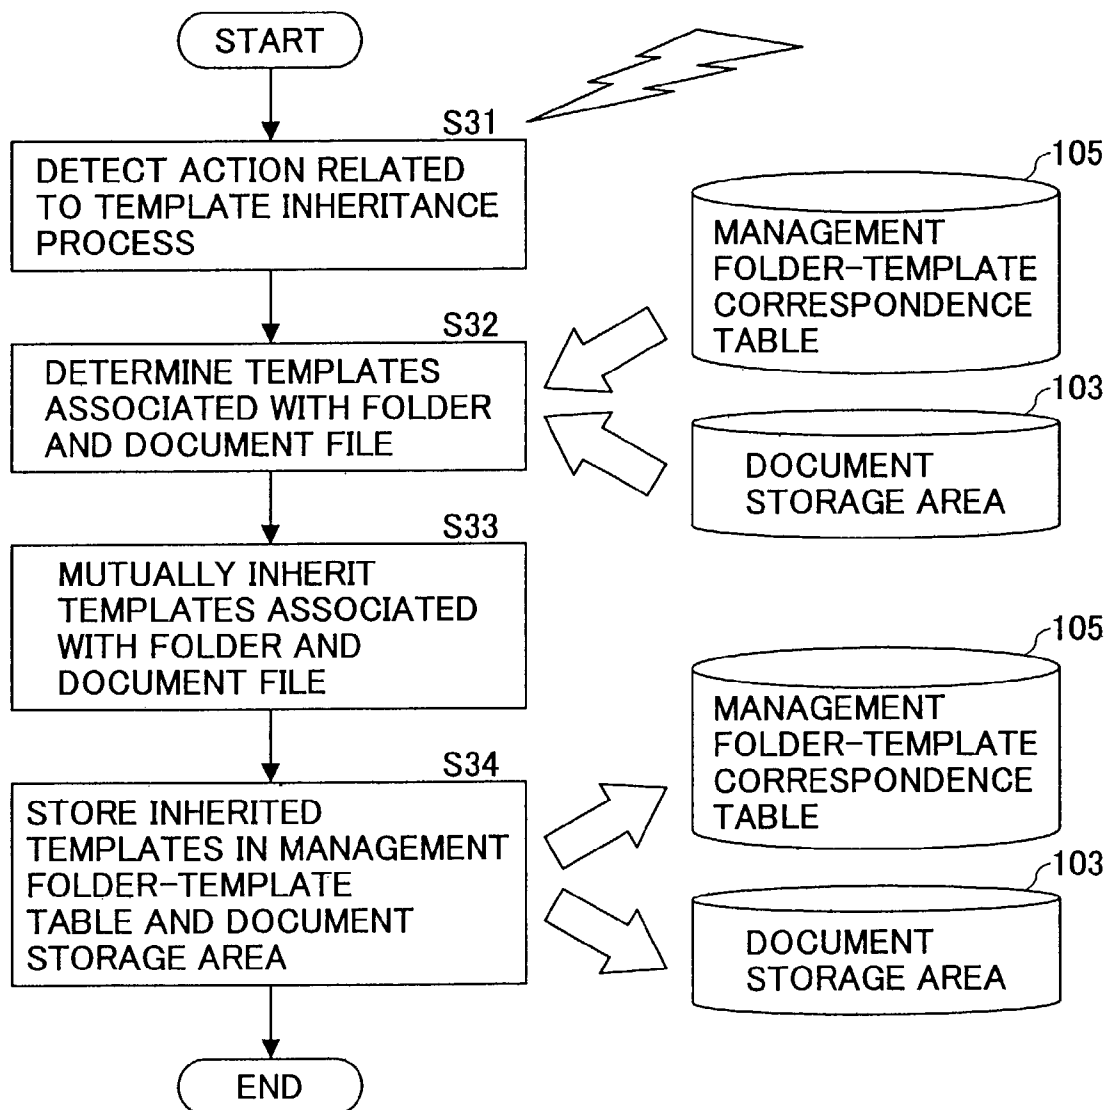 START
S31
DETECT ACTION RELATED
TO TEMPLATE INHERITANCE
PROCESS
105
MANAGEMENT
FOLDER-TEMPLATE
CORRESPONDENCE
TABLE
S32
DETERMINE TEMPLATES
ASSOCIATED WITH FOLDER
AND DOCUMENT FILE
103
DOCUMENT
STORAGE AREA
S33
MUTUALLY INHERIT
TEMPLATES ASSOCIATED
WITH FOLDER AND
DOCUMENT FILE
105
MANAGEMENT
FOLDER-TEMPLATE
CORRESPONDENCE
TABLE
S34
STORE INHERITED
TEMPLATES IN MANAGEMENT
FOLDER-TEMPLATE
TABLE AND DOCUMENT
STORAGE AREA
103
DOCUMENT
STORAGE AREA
END